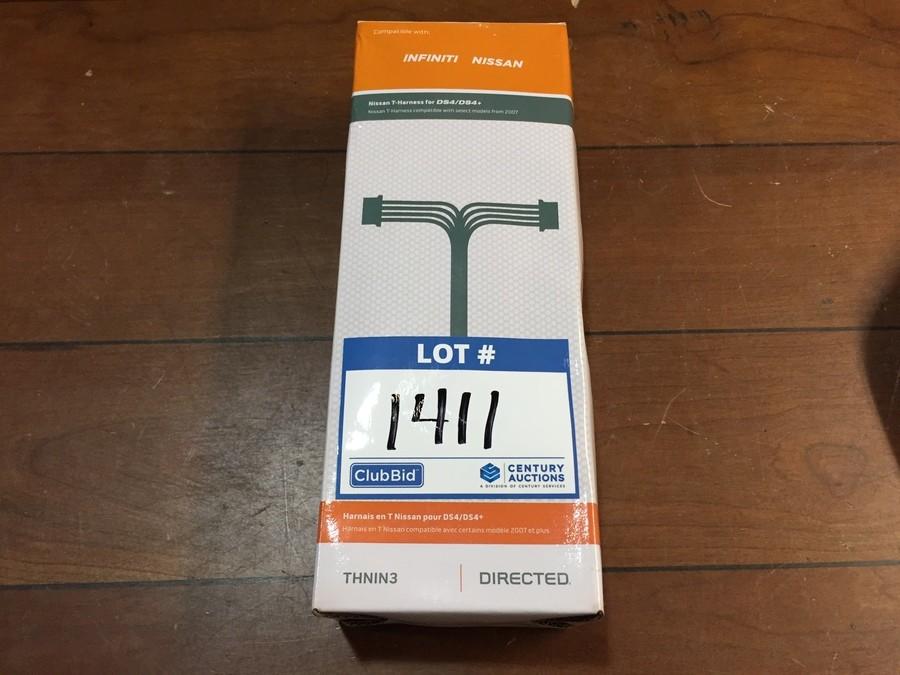 Compatible with:
INFINITI NISSAN
Nissan T-Harness for DS4/DS4+
Nissan T-Harness compatible with select models from 2007
LOT #
1411
ClubBid
CENTURY
AUCTIONS
A DIVISION OF CENTURY SERVICES
Harnais en T Nissan pour DS4/DS4+
Harnais en T Nissan compatible avec certains modèle 2007 et plus
THNIN3 | DIRECTED